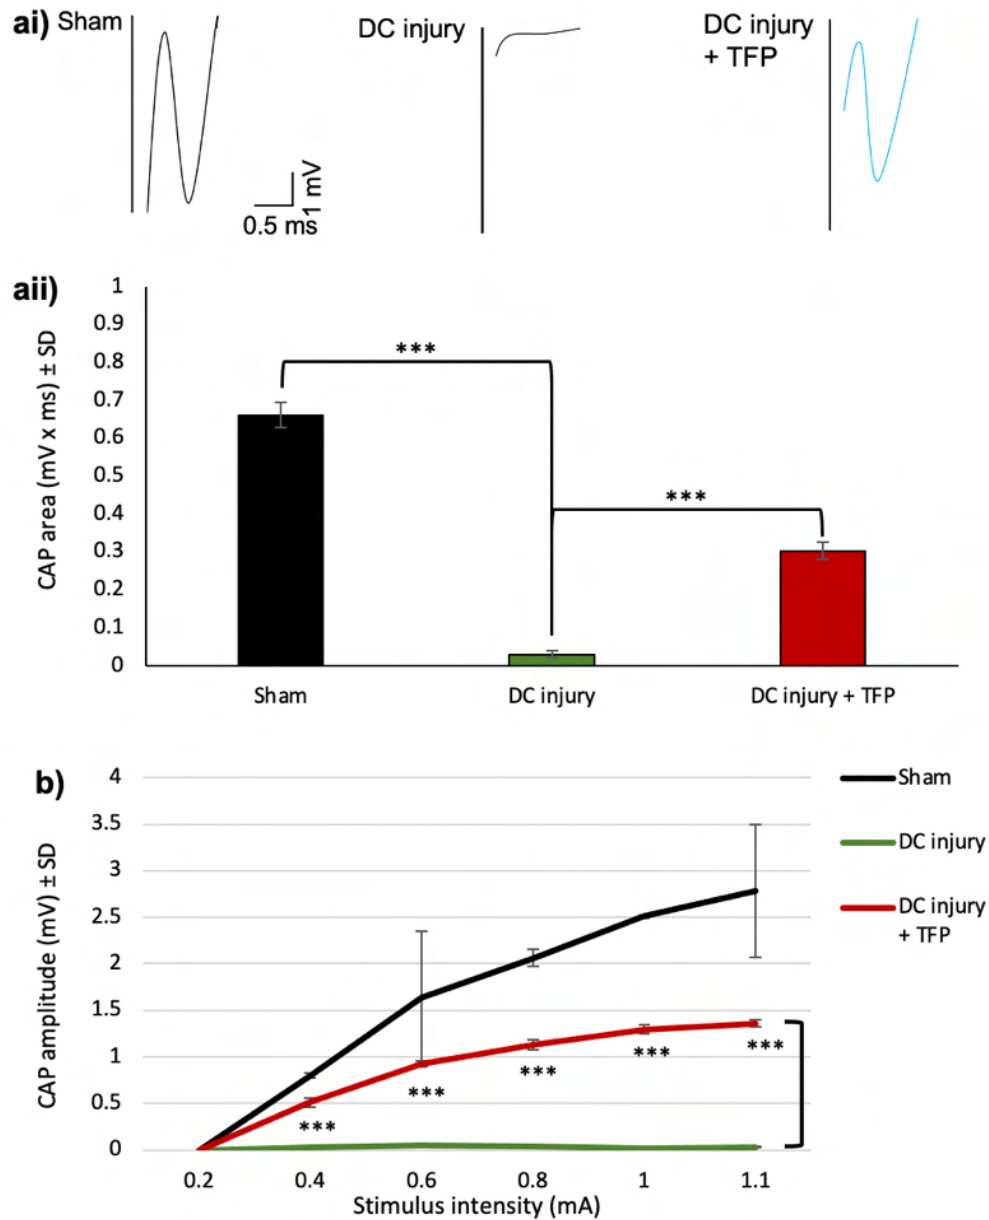 ai) Sham
DC injury
DC injury
+ TFP
1 mV
0.5 ms
aii)
CAP area (mV x ms) ± SD
1
0.9
0.8
0.7
0.6
0.5
0.4
0.3
0.2
0.1
0
***
***
Sham
DC injury
DC injury + TFP
b)
CAP amplitude (mV) ± SD
4
3.5
3
2.5
2
1.5
1
0.5
0
***
***
***
***
***
0.2
0.4
0.6
0.8
1
1.1
Stimulus intensity (mA)
Sham
DC injury
DC injury
+ TFP